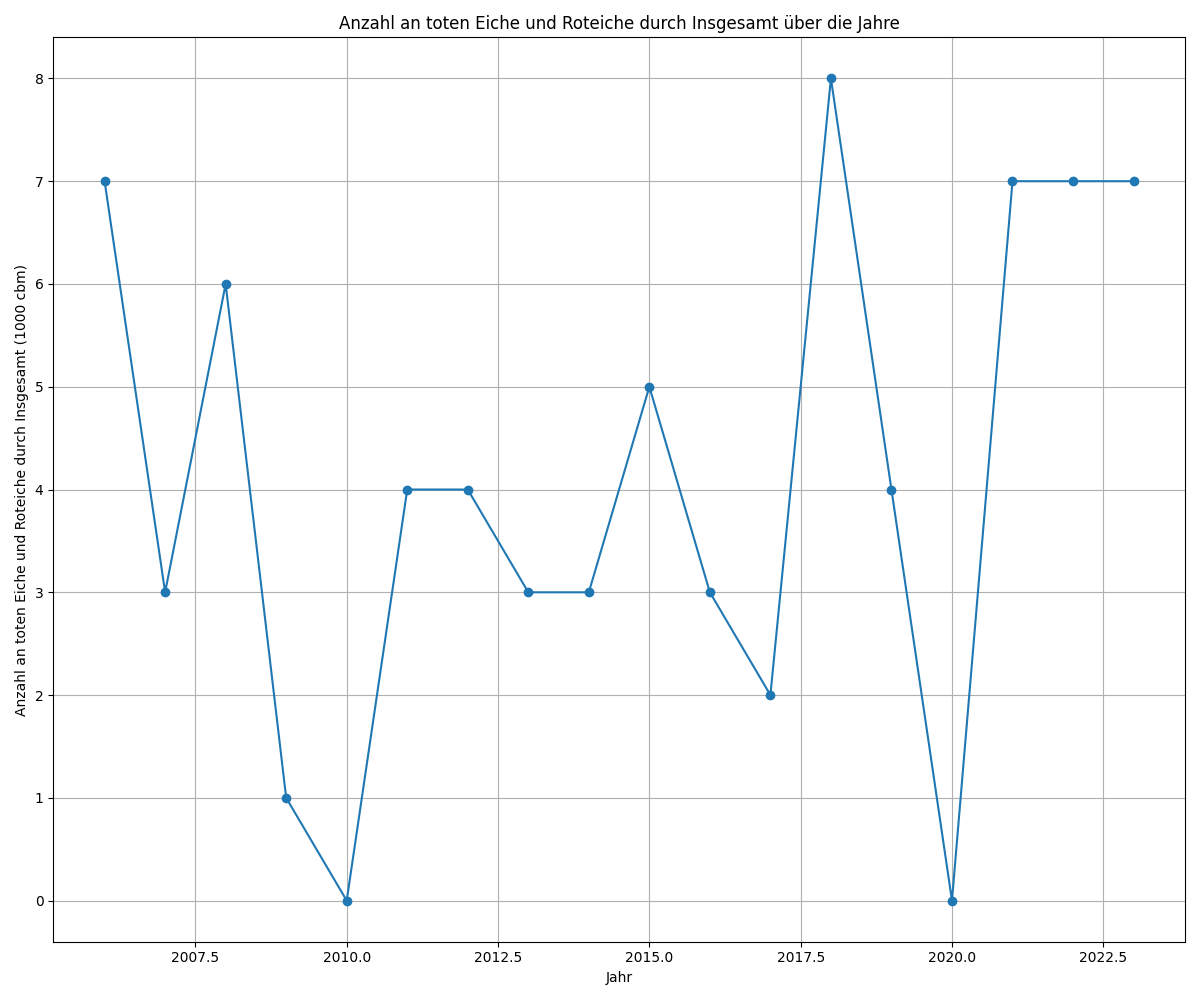 Anzahl an toten Eiche und Roteiche durch Insgesamt über die Jahre
Anzahl an toten Eiche und Roteiche durch Insgesamt (1000 cbm)
8
7
6
5
4
3
2
1
0
2007.5 2010.0 2012.5 2015.0 2017.5 2020.0 2022.5
Jahr